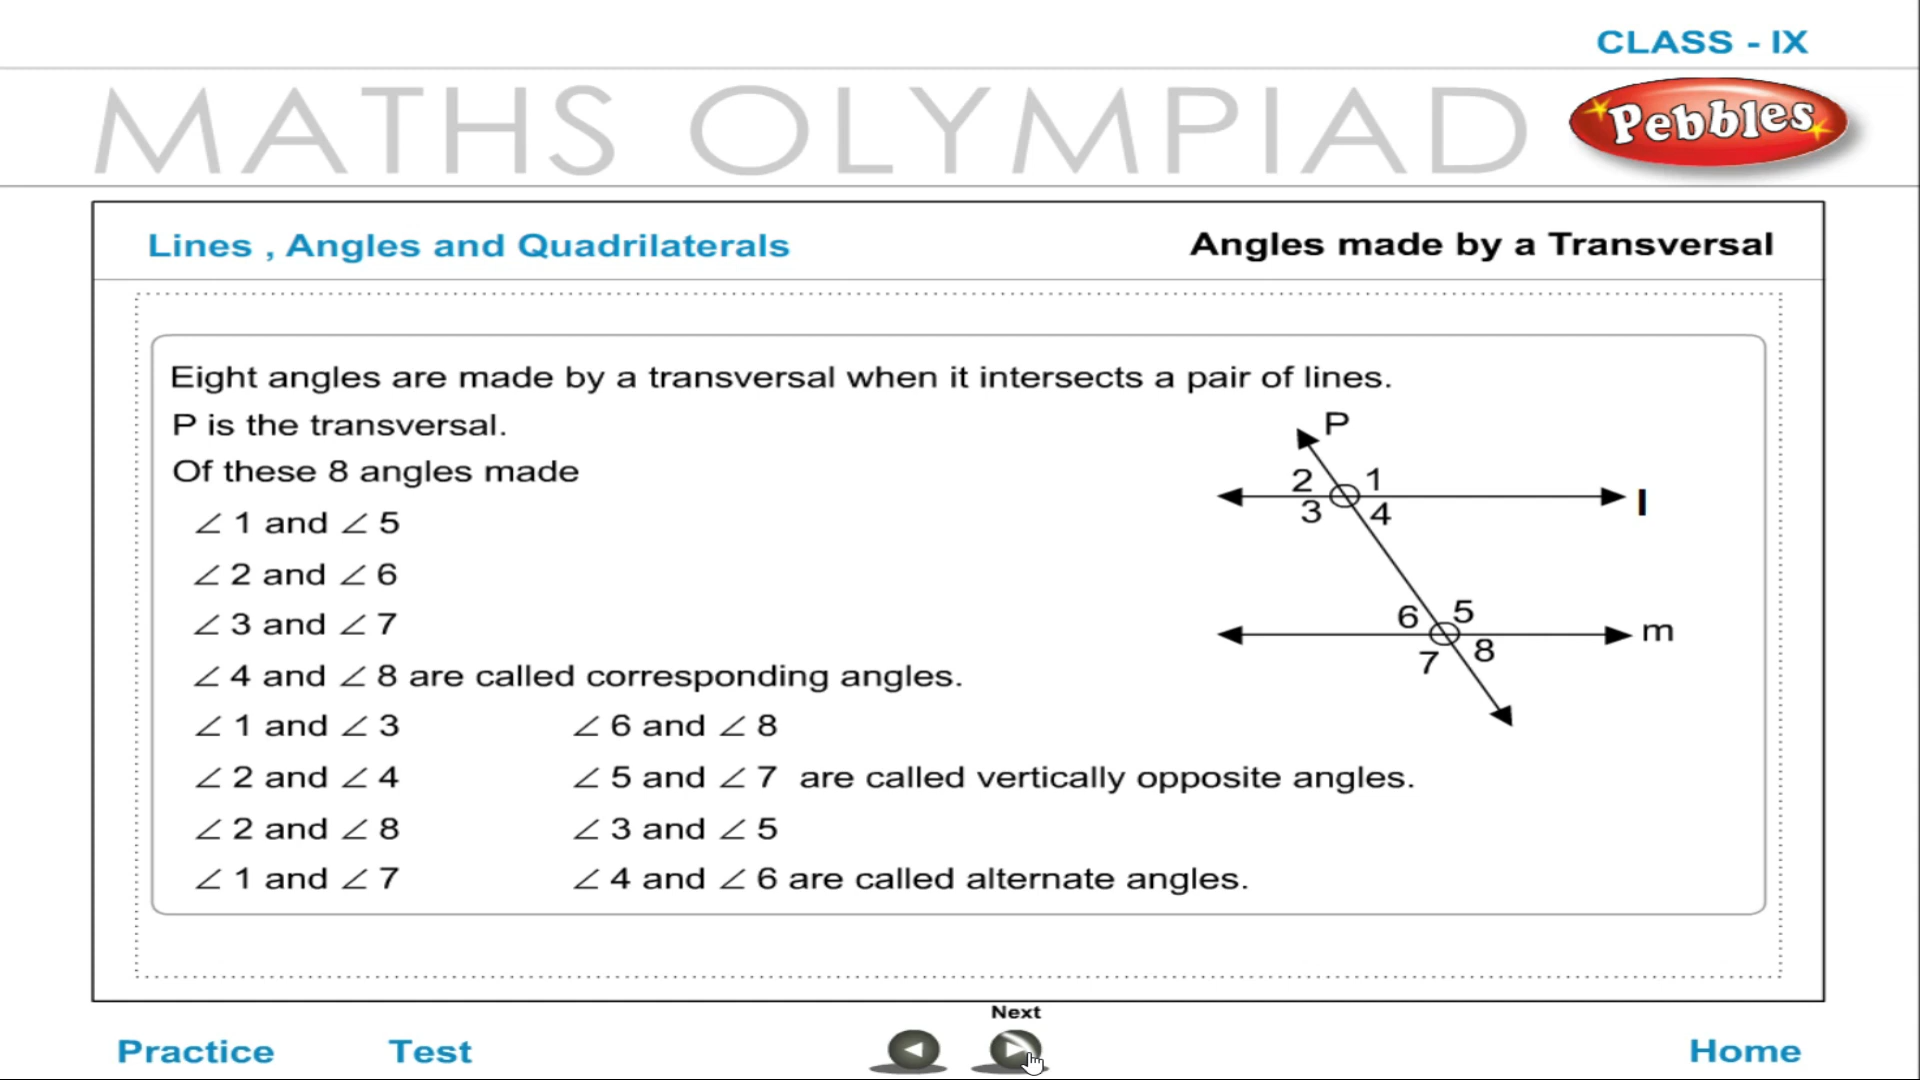 CLASS - IX
MATHS OLYMPIAD
Pebbles
Lines , Angles and Quadrilaterals
Angles made by a Transversal
Eight angles are made by a transversal when it intersects a pair of lines.
P is the transversal.
Of these 8 angles made
∠ 1 and ∠ 5
∠ 2 and ∠ 6
∠ 3 and ∠ 7
∠ 4 and ∠ 8 are called corresponding angles.
∠ 1 and ∠ 3 ∠ 6 and ∠ 8
∠ 2 and ∠ 4 ∠ 5 and ∠ 7 are called vertically opposite angles.
∠ 2 and ∠ 8 ∠ 3 and ∠ 5
∠ 1 and ∠ 7 ∠ 4 and ∠ 6 are called alternate angles.
P
2 1
l
3 4
6 5
m
7 8
Next
Practice
Test
Home